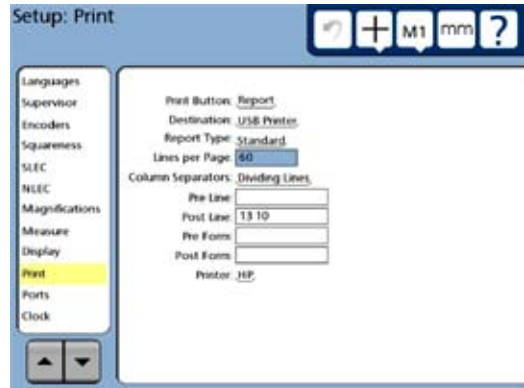 Setup: Print
M1 mm ?
Languages
Supervisor
Encoders
Squareness
SLEC
NLEC
Magnifications
Measure
Display
Print
Ports
Clock
Print Button: Report
Destination: USB Printer
Report Type: Standard
Lines per Page: 60
Column Separators: Dividing Lines
Pre Line:
Post Line: 13 10
Pre Form:
Post Form:
Printer: HP